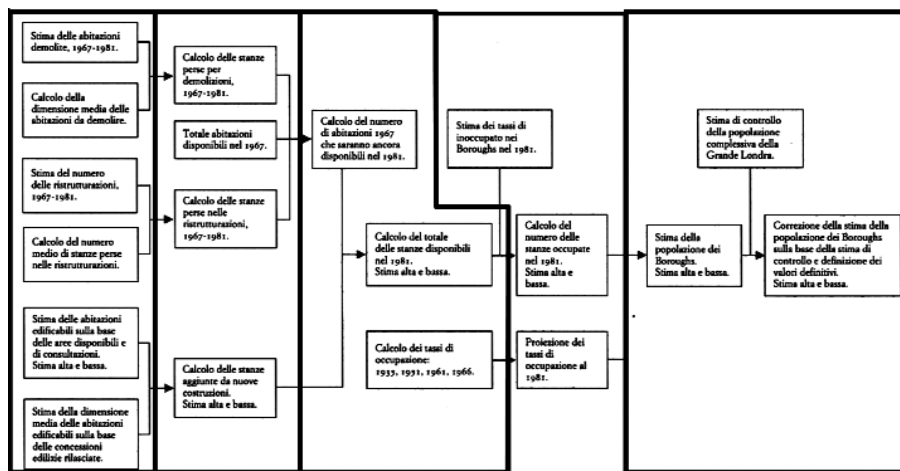 Stima delle abitazioni
demolite, 1967-1981.
Calcolo della
dimensione media delle
abitazioni da demolire.
Stima del numero
delle ristrutturazioni,
1967-1981.
Calcolo del numero
medio di stanze perse
nelle ristrutturazioni.
Stima delle abitazioni
edificabili sulla base
delle aree disponibili e
di consultazioni.
Stima alta e bassa.
Stima della dimensione
media delle abitazioni
edificabili sulla base
delle concessioni
edilizie rilasciate.
Calcolo delle stanze
perse per
demolizioni,
1967-1981.
Totale abitazioni
disponibili nel 1967.
Calcolo delle stanze
perse nelle
ristrutturazioni,
1967-1981.
Calcolo delle stanze
aggiunte da nuove
costruzioni.
Stima alta e bassa.
Calcolo del numero
di abitazioni 1967
che saranno ancora
disponibili nel 1981.
Calcolo del totale
delle stanze disponibili
nel 1981.
Stima alta e bassa.
Calcolo dei tassi di
occupazione:
1935, 1951, 1961, 1966.
Stima dei tassi di
inoccupato nei
Boroughs nel 1981.
Calcolo del
numero delle
stanze occupate
nel 1981.
Stima alta e
bassa.
Proiezione dei
tassi di
occupazione al
1981.
Stima della
popolazione dei
Boroughs.
Stima alta e bassa.
Stima di controllo
della popolazione
complessiva della
Grande Londra.
Correzione della stima della
popolazione dei Boroughs
sulla base della stima di
controllo e definizione dei
valori definitivi.
Stima alta e bassa.